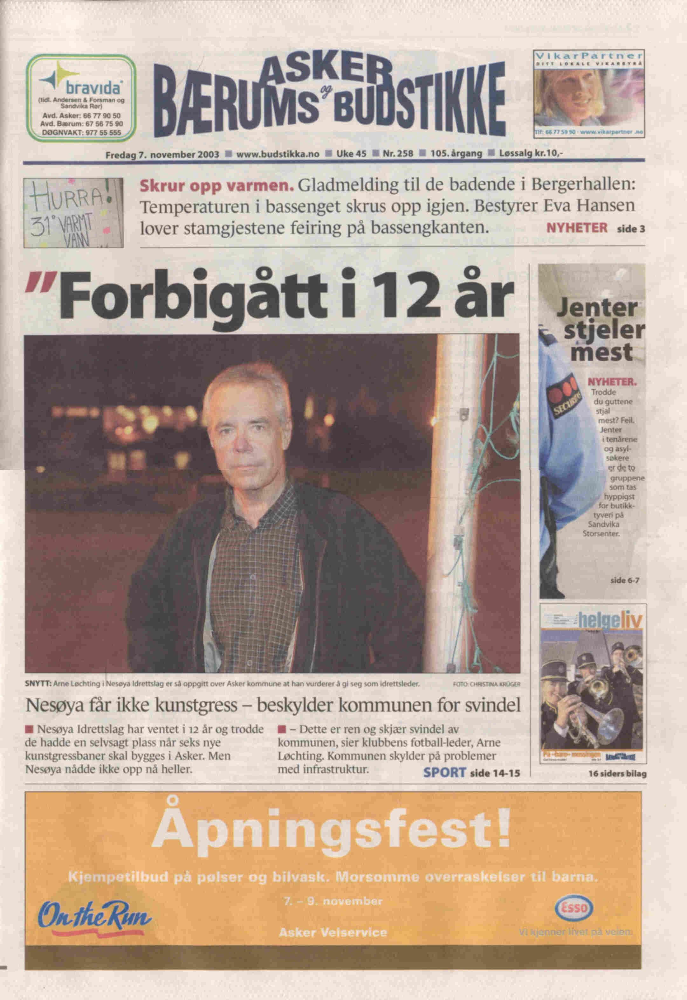 bravida
(tidl. Andersen & Forsman og
Sandvika Rør)
Avd. Asker: 66 77 90 50
Avd. Bærum: 67 56 75 90
DØGNVAKT: 977 55 555
ASKER
og
BÆRUMS BUDSTIKKE
VikarPartner
DITT LOKALE VIKARBYRÅ
Tlf: 66 77 59 90 · www.vikarpartner .no
Fredag 7. november 2003 ■ www.budstikka.no ■ Uke 45 ■ Nr. 258 ■ 105. årgang ■ Løssalg kr.10,-
HURRA!
31° VARMT
VANN
Skrur opp varmen. Gladmelding til de badende i Bergerhallen:
Temperaturen i bassenget skrus opp igjen. Bestyrer Eva Hansen
lover stamgjestene feiring på bassengkanten. NYHETER side 3
"Forbigått i 12 år
SNYTT: Arne Løchting i Nesøya Idrettslag er så oppgitt over Asker kommune at han vurderer å gi seg som idrettsleder. FOTO: CHRISTINA KRÜGER
Nesøya får ikke kunstgress – beskylder kommunen for svindel
■ Nesøya Idrettslag har ventet i 12 år og trodde
de hadde en selvsagt plass når seks nye
kunstgressbaner skal bygges i Asker. Men
Nesøya nådde ikke opp nå heller.
■ – Dette er ren og skjær svindel av
kommunen, sier klubbens fotball-leder, Arne
Løchting. Kommunen skylder på problemer
med infrastruktur. SPORT side 14-15
Jenter
stjeler
mest
SECURITAS
NYHETER.
Trodde
du guttene
stjal
mest? Feil.
Jenter
i tenårene
og asyl-
søkere
er de to
gruppene
som tas
hyppigst
for butikk-
tyveri på
Sandvika
Storsenter.
side 6-7
helgeliv
16 siders bilag
Åpningsfest!
Kjempetilbud på pølser og bilvask. Morsomme overraskelser til barna.
7. – 9. november
On the Run
Esso
Asker Veiservice
Vi kjenner livet på veien